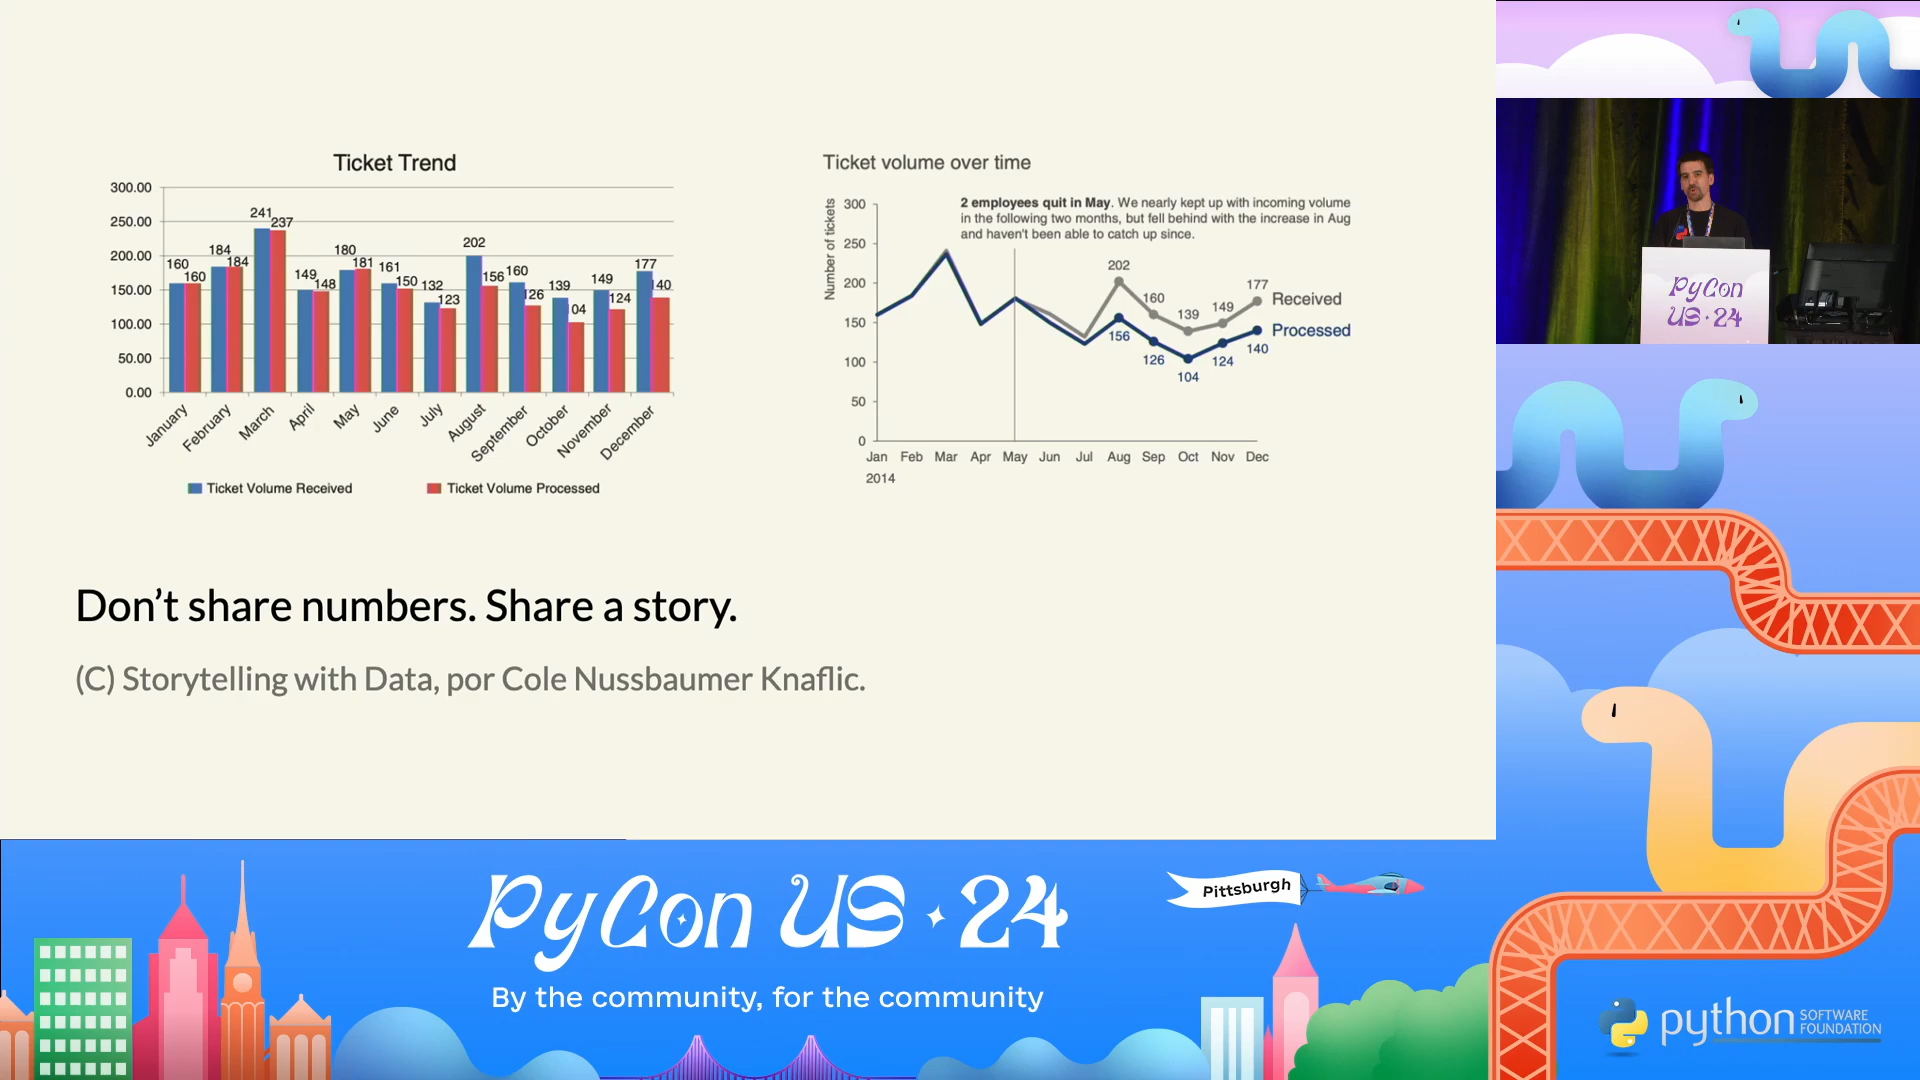 Ticket Trend
300.00
250.00
200.00
150.00
100.00
50.00
0.00
160
160
184
184
241
237
149
148
180
181
161
150
132
123
202
156
160
126
139
04
149
124
177
40
January
February
March
April
May
June
July
August
September
October
November
December
Ticket Volume Received
Ticket Volume Processed
Ticket volume over time
Number of tickets
300
250
200
150
100
50
0
2 employees quit in May. We nearly kept up with incoming volume
in the following two months, but fell behind with the increase in Aug
and haven't been able to catch up since.
202
160
139
149
177
Received
Processed
156
126
104
124
140
Jan Feb Mar Apr May Jun Jul Aug Sep Oct Nov Dec
2014
Don't share numbers. Share a story.
(C) Storytelling with Data, por Cole Nussbaumer Knaflic.
PyCon
US·24
PyCon US·24
By the community, for the community
Pittsburgh
python
SOFTWARE
FOUNDATION